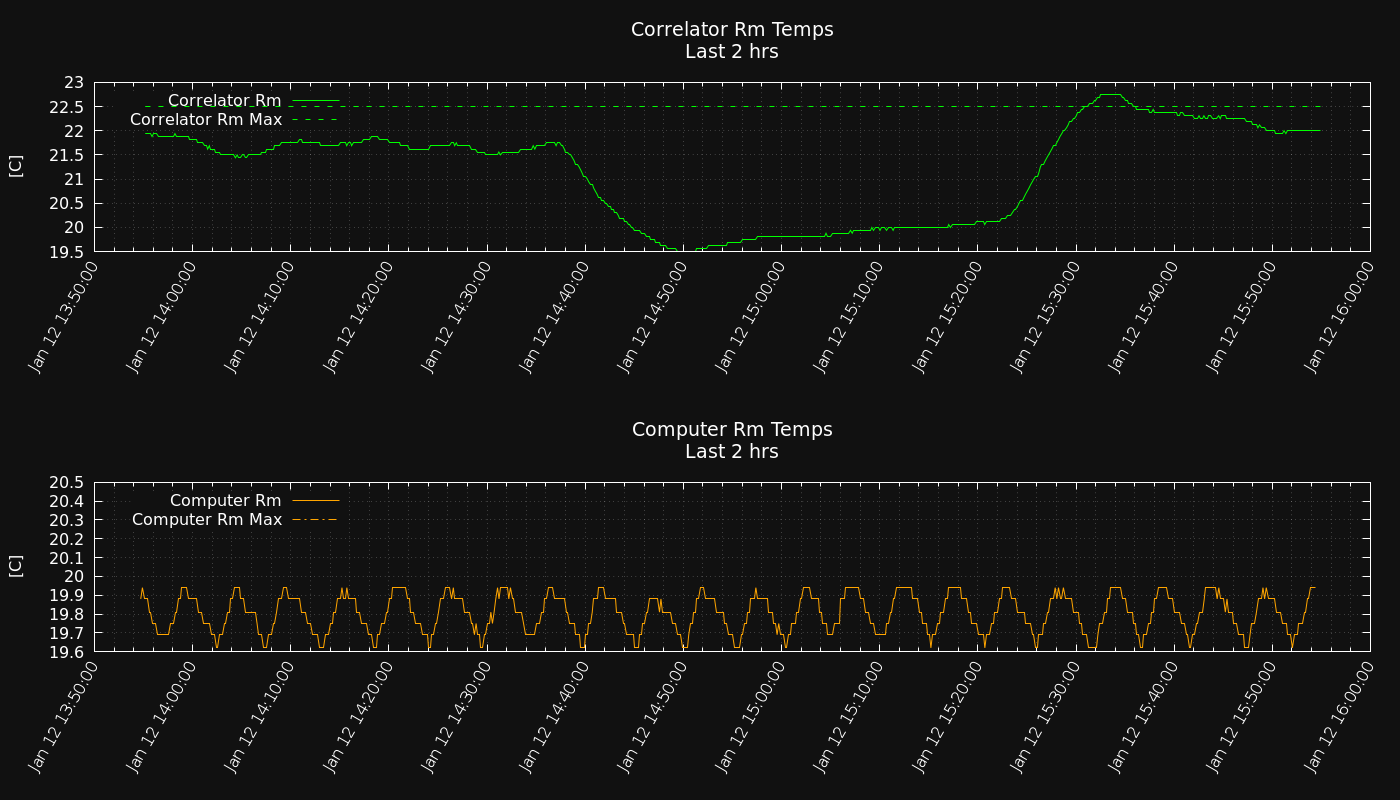 Correlator Rm Temps
Last 2 hrs
23
22.5
22
21.5
21
20.5
20
19.5
[C]
Correlator Rm
Correlator Rm Max
Jan 12 13:50:00
Jan 12 14:00:00
Jan 12 14:10:00
Jan 12 14:20:00
Jan 12 14:30:00
Jan 12 14:40:00
Jan 12 14:50:00
Jan 12 15:00:00
Jan 12 15:10:00
Jan 12 15:20:00
Jan 12 15:30:00
Jan 12 15:40:00
Jan 12 15:50:00
Jan 12 16:00:00
Computer Rm Temps
Last 2 hrs
20.5
20.4
20.3
20.2
20.1
20
19.9
19.8
19.7
19.6
[C]
Computer Rm
Computer Rm Max
Jan 12 13:50:00
Jan 12 14:00:00
Jan 12 14:10:00
Jan 12 14:20:00
Jan 12 14:30:00
Jan 12 14:40:00
Jan 12 14:50:00
Jan 12 15:00:00
Jan 12 15:10:00
Jan 12 15:20:00
Jan 12 15:30:00
Jan 12 15:40:00
Jan 12 15:50:00
Jan 12 16:00:00